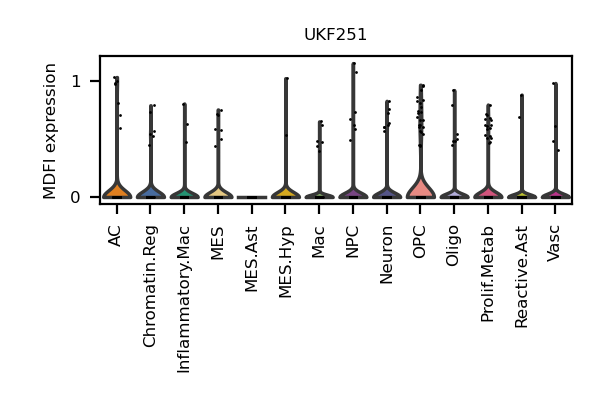 UKF251
MDFI expression
1
0
AC
Chromatin.Reg
Inflammatory.Mac
MES
MES.Ast
MES.Hyp
Mac
NPC
Neuron
OPC
Oligo
Prolif.Metab
Reactive.Ast
Vasc